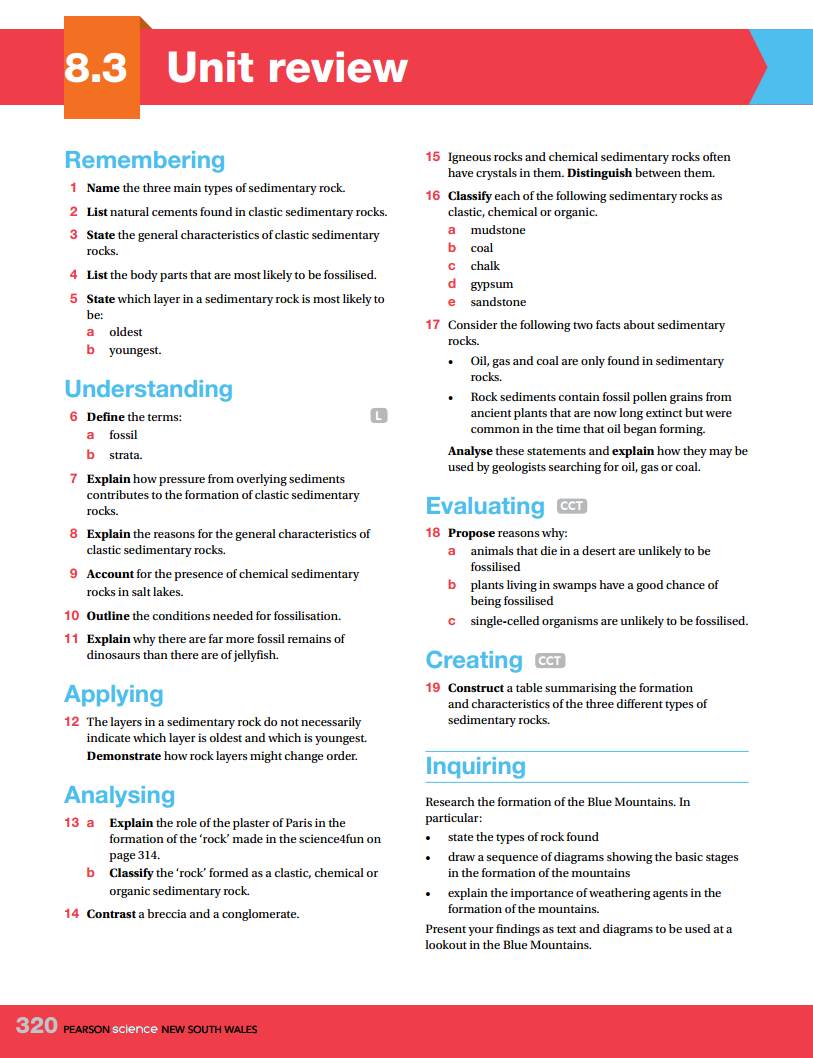 8.3 Unit review
Remembering
1 Name the three main types of sedimentary rock.
2 List natural cements found in clastic sedimentary rocks.
3 State the general characteristics of clastic sedimentary
rocks.
4 List the body parts that are most likely to be fossilised.
5 State which layer in a sedimentary rock is most likely to
be:
a oldest
b youngest.
Understanding
6 Define the terms: L
a fossil
b strata.
7 Explain how pressure from overlying sediments
contributes to the formation of clastic sedimentary
rocks.
8 Explain the reasons for the general characteristics of
clastic sedimentary rocks.
9 Account for the presence of chemical sedimentary
rocks in salt lakes.
10 Outline the conditions needed for fossilisation.
11 Explain why there are far more fossil remains of
dinosaurs than there are of jellyfish.
Applying
12 The layers in a sedimentary rock do not necessarily
indicate which layer is oldest and which is youngest.
Demonstrate how rock layers might change order.
Analysing
13 a Explain the role of the plaster of Paris in the
formation of the ‘rock’ made in the science4fun on
page 314.
b Classify the ‘rock’ formed as a clastic, chemical or
organic sedimentary rock.
14 Contrast a breccia and a conglomerate.
15 Igneous rocks and chemical sedimentary rocks often
have crystals in them. Distinguish between them.
16 Classify each of the following sedimentary rocks as
clastic, chemical or organic.
a mudstone
b coal
c chalk
d gypsum
e sandstone
17 Consider the following two facts about sedimentary
rocks.
• Oil, gas and coal are only found in sedimentary
rocks.
• Rock sediments contain fossil pollen grains from
ancient plants that are now long extinct but were
common in the time that oil began forming.
Analyse these statements and explain how they may be
used by geologists searching for oil, gas or coal.
Evaluating CCT
18 Propose reasons why:
a animals that die in a desert are unlikely to be
fossilised
b plants living in swamps have a good chance of
being fossilised
c single-celled organisms are unlikely to be fossilised.
Creating CCT
19 Construct a table summarising the formation
and characteristics of the three different types of
sedimentary rocks.
Inquiring
Research the formation of the Blue Mountains. In
particular:
• state the types of rock found
• draw a sequence of diagrams showing the basic stages
in the formation of the mountains
• explain the importance of weathering agents in the
formation of the mountains.
Present your findings as text and diagrams to be used at a
lookout in the Blue Mountains.
320 PEARSON science NEW SOUTH WALES